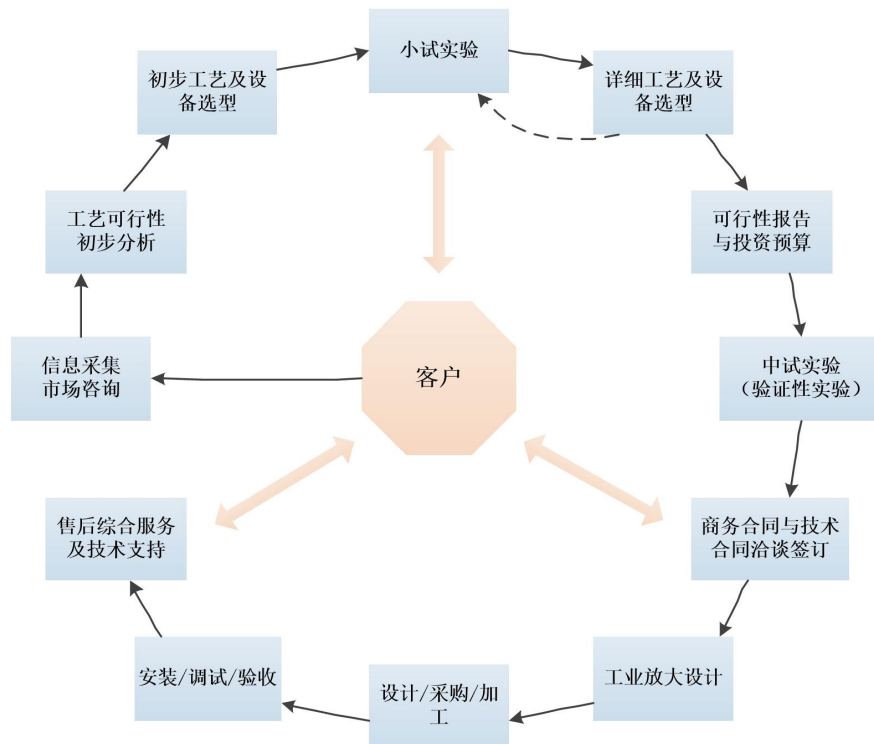 小试实验
初步工艺及设
备选型
详细工艺及设
备选型
工艺可行性
初步分析
可行性报告
与投资预算
信息采集
市场咨询
客户
中试实验
（验证性实验）
售后综合服务
及技术支持
商务合同与技术
合同洽谈签订
安装/调试/验收
设计/采购/加
工
工业放大设计